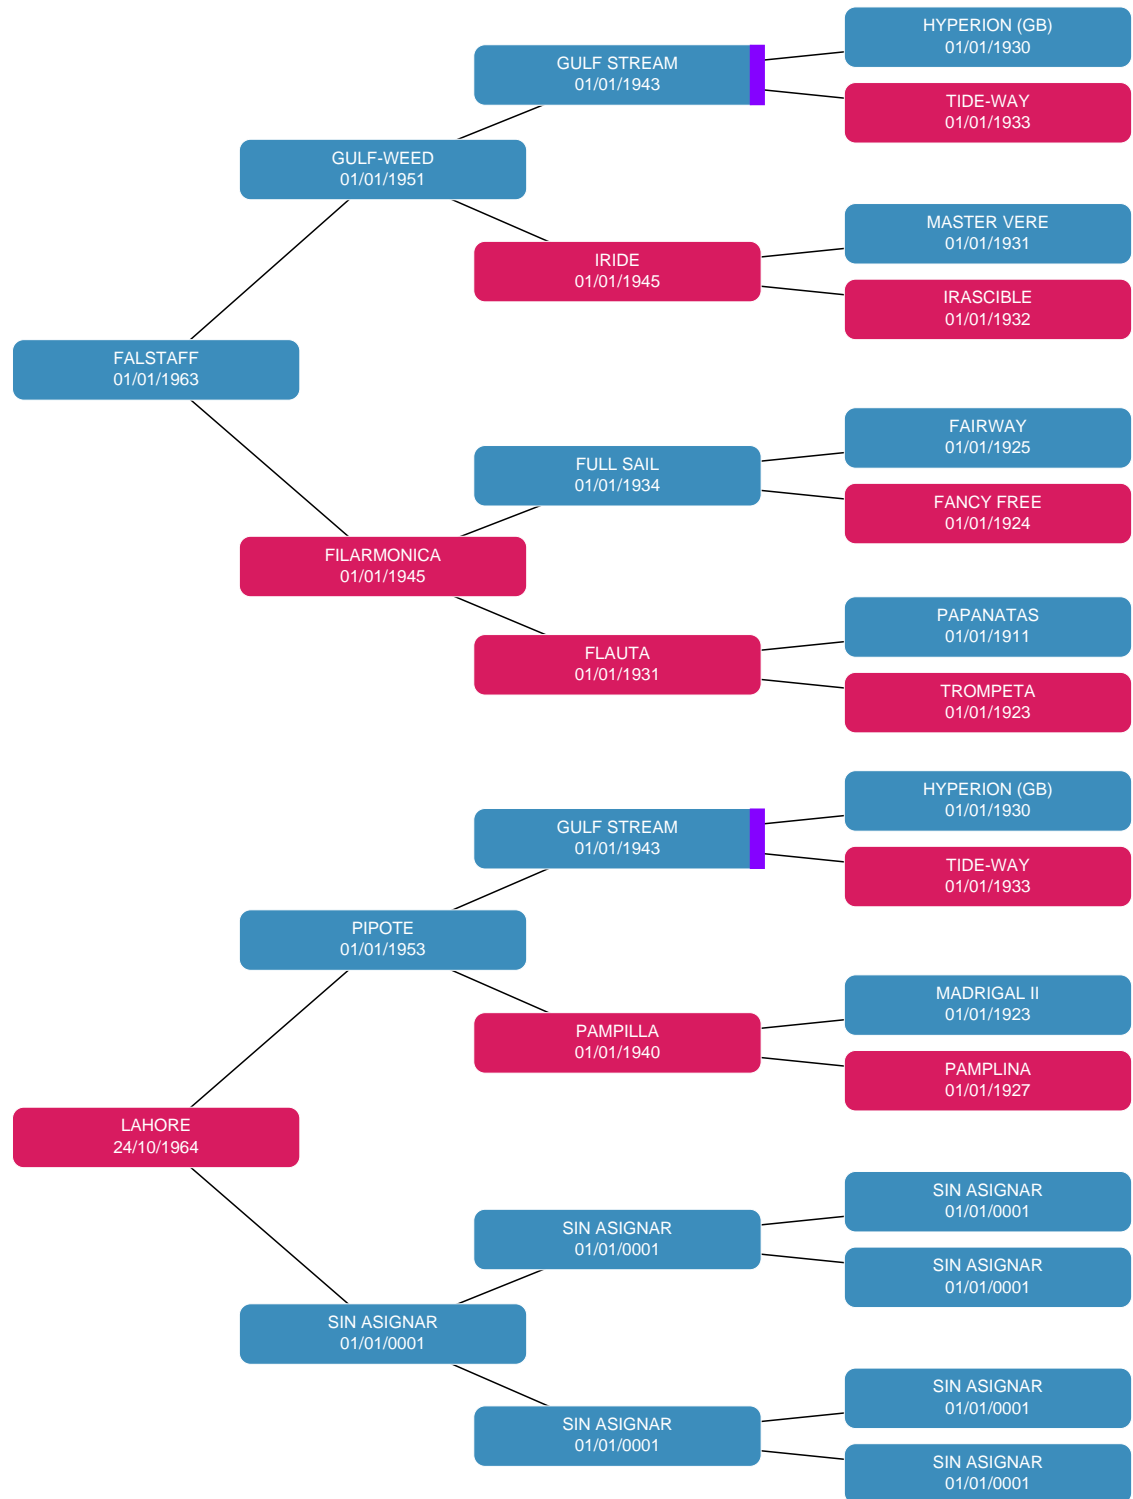 HYPERION (GB)
01/01/1930
GULF STREAM
01/01/1943
TIDE-WAY
01/01/1933
GULF-WEED
01/01/1951
MASTER VERE
01/01/1931
IRIDE
01/01/1945
IRASCIBLE
01/01/1932
FALSTAFF
01/01/1963
FAIRWAY
01/01/1925
FULL SAIL
01/01/1934
FANCY FREE
01/01/1924
FILARMONICA
01/01/1945
PAPANATAS
01/01/1911
FLAUTA
01/01/1931
TROMPETA
01/01/1923
HYPERION (GB)
01/01/1930
GULF STREAM
01/01/1943
TIDE-WAY
01/01/1933
PIPOTE
01/01/1953
MADRIGAL II
01/01/1923
PAMPILLA
01/01/1940
PAMPLINA
01/01/1927
LAHORE
24/10/1964
SIN ASIGNAR
01/01/0001
SIN ASIGNAR
01/01/0001
SIN ASIGNAR
01/01/0001
SIN ASIGNAR
01/01/0001
SIN ASIGNAR
01/01/0001
SIN ASIGNAR
01/01/0001
SIN ASIGNAR
01/01/0001